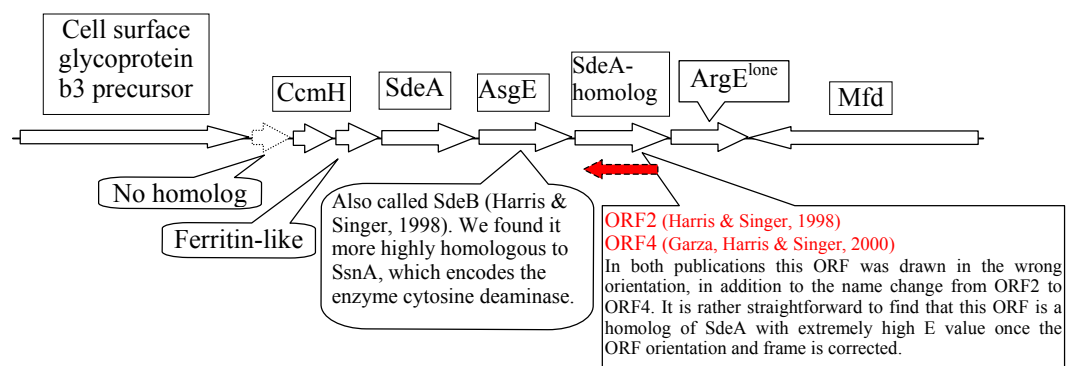 Cell surface
glycoprotein
b3 precursor
CcmH
SdeA
AsgE
SdeA-
homolog
ArgE^lone
Mfd
No homolog
Ferritin-like
Also called SdeB (Harris &
Singer, 1998). We found it
more highly homologous to
SsnA, which encodes the
enzyme cytosine deaminase.
ORF2 (Harris & Singer, 1998)
ORF4 (Garza, Harris & Singer, 2000)
In both publications this ORF was drawn in the wrong
orientation, in addition to the name change from ORF2 to
ORF4. It is rather straightforward to find that this ORF is a
homolog of SdeA with extremely high E value once the
ORF orientation and frame is corrected.